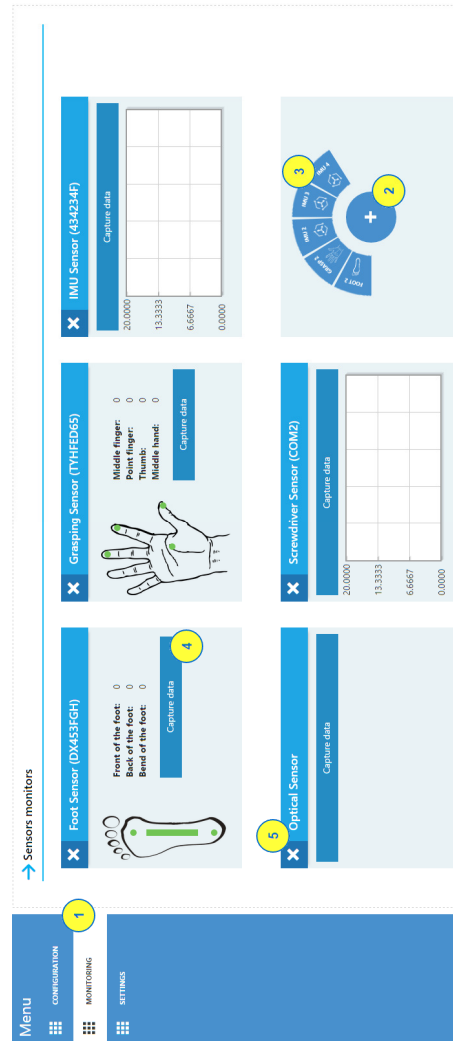 Menu
CONFIGURATION
MONITORING
SETTINGS
1
→ Sensors monitors
Foot Sensor (DX453FGH)
Front of the foot: 0
Back of the foot: 0
Bend of the foot: 0
Capture data
4
Grasping Sensor (TYHFED65)
Middle finger: 0
Point finger: 0
Thumb: 0
Middle hand: 0
Capture data
IMU Sensor (434234F)
Capture data
20.0000
13.3333
6.6667
0.0000
5
Optical Sensor
Capture data
Screwdriver Sensor (COM2)
Capture data
20.0000
13.3333
6.6667
0.0000
FOOT 2
GRASP 2
IMU 2
IMU 3
IMU 4
3
+
2